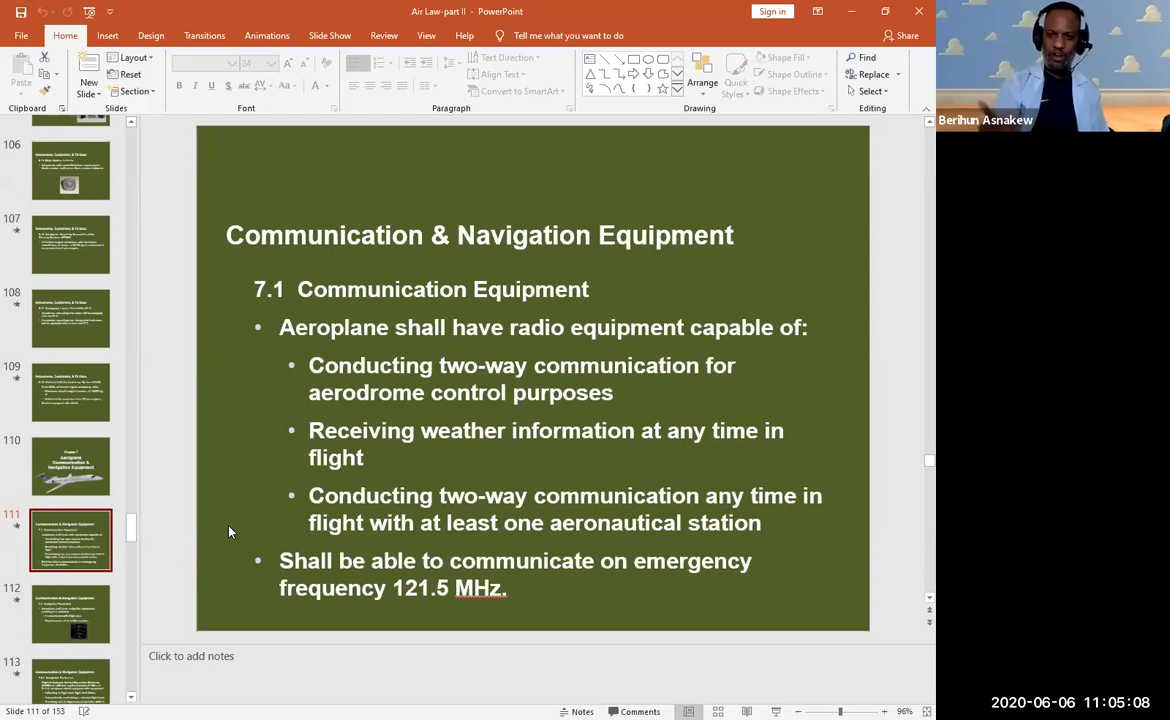 Air Law-part II - PowerPoint
Sign in
File Home Insert Design Transitions Animations Slide Show Review View Help Tell me what you want to do Share
Paste
New
Slides
Layout
Reset
Section
24
Text Direction
Align Text
Convert to SmartArt
Arrange
Quick
Styles
Shape Fill
Shape Outline
Shape Effects
Find
Replace
Select
Clipboard Slides Font Paragraph Drawing Editing
Berihun Asnakew
106
107
108
109
110
111
112
113
Communication & Navigation Equipment
7.1 Communication Equipment
• Aeroplane shall have radio equipment capable of:
• Conducting two-way communication for
aerodrome control purposes
• Receiving weather information at any time in
flight
• Conducting two-way communication any time in
flight with at least one aeronautical station
• Shall be able to communicate on emergency
frequency 121.5 MHz.
Click to add notes
Slide 111 of 153
Notes Comments 96%
2020-06-06 11:05:08